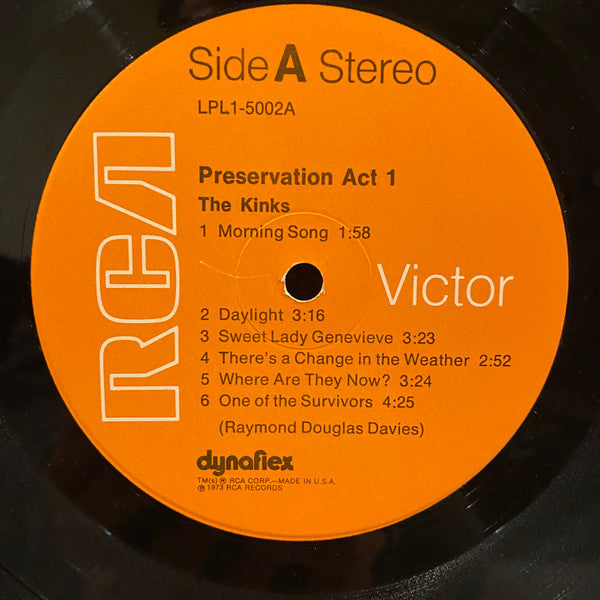 Side A Stereo
LPL1-5002A
Preservation Act 1
The Kinks
1 Morning Song 1:58
RCA
Victor
2 Daylight 3:16
3 Sweet Lady Genevieve 3:23
4 There's a Change in the Weather 2:52
5 Where Are They Now? 3:24
6 One of the Survivors 4:25
(Raymond Douglas Davies)
dynaflex
TM(s) ® RCA CORP.—MADE IN U.S.A.
℗ 1973 RCA RECORDS